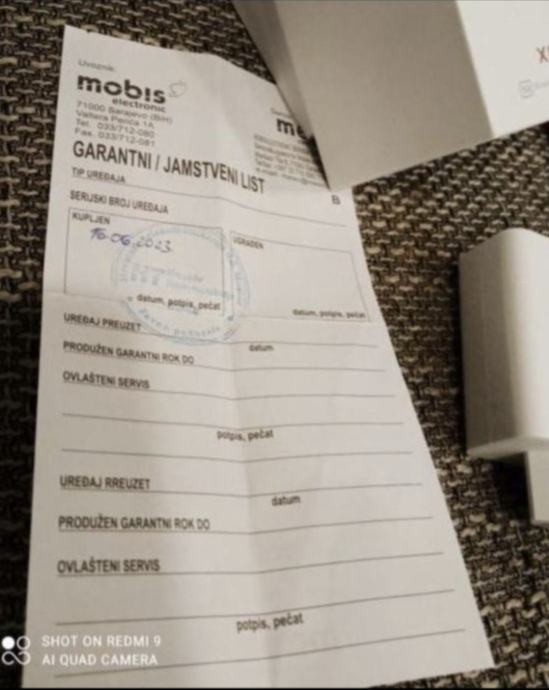 Uvoznik:
mobis
electronic
71000 Sarajevo (BiH)
Valtera Perića 1A
Tel. 033/712-080
Fax. 033/712-081
GARANTNI / JAMSTVENI LIST
TIP UREĐAJA
B
SERIJSKI BROJ UREĐAJA
KUPLJEN
16.06.2023.
UGRAĐEN
datum, potpis, pečat
datum, potpis, pečat
UREĐAJ PREUZET
datum
PRODUŽEN GARANTNI ROK DO
OVLAŠTENI SERVIS
potpis, pečat
UREĐAJ RREUZET
datum
PRODUŽEN GARANTNI ROK DO
OVLAŠTENI SERVIS
potpis, pečat
SHOT ON REDMI 9
AI QUAD CAMERA